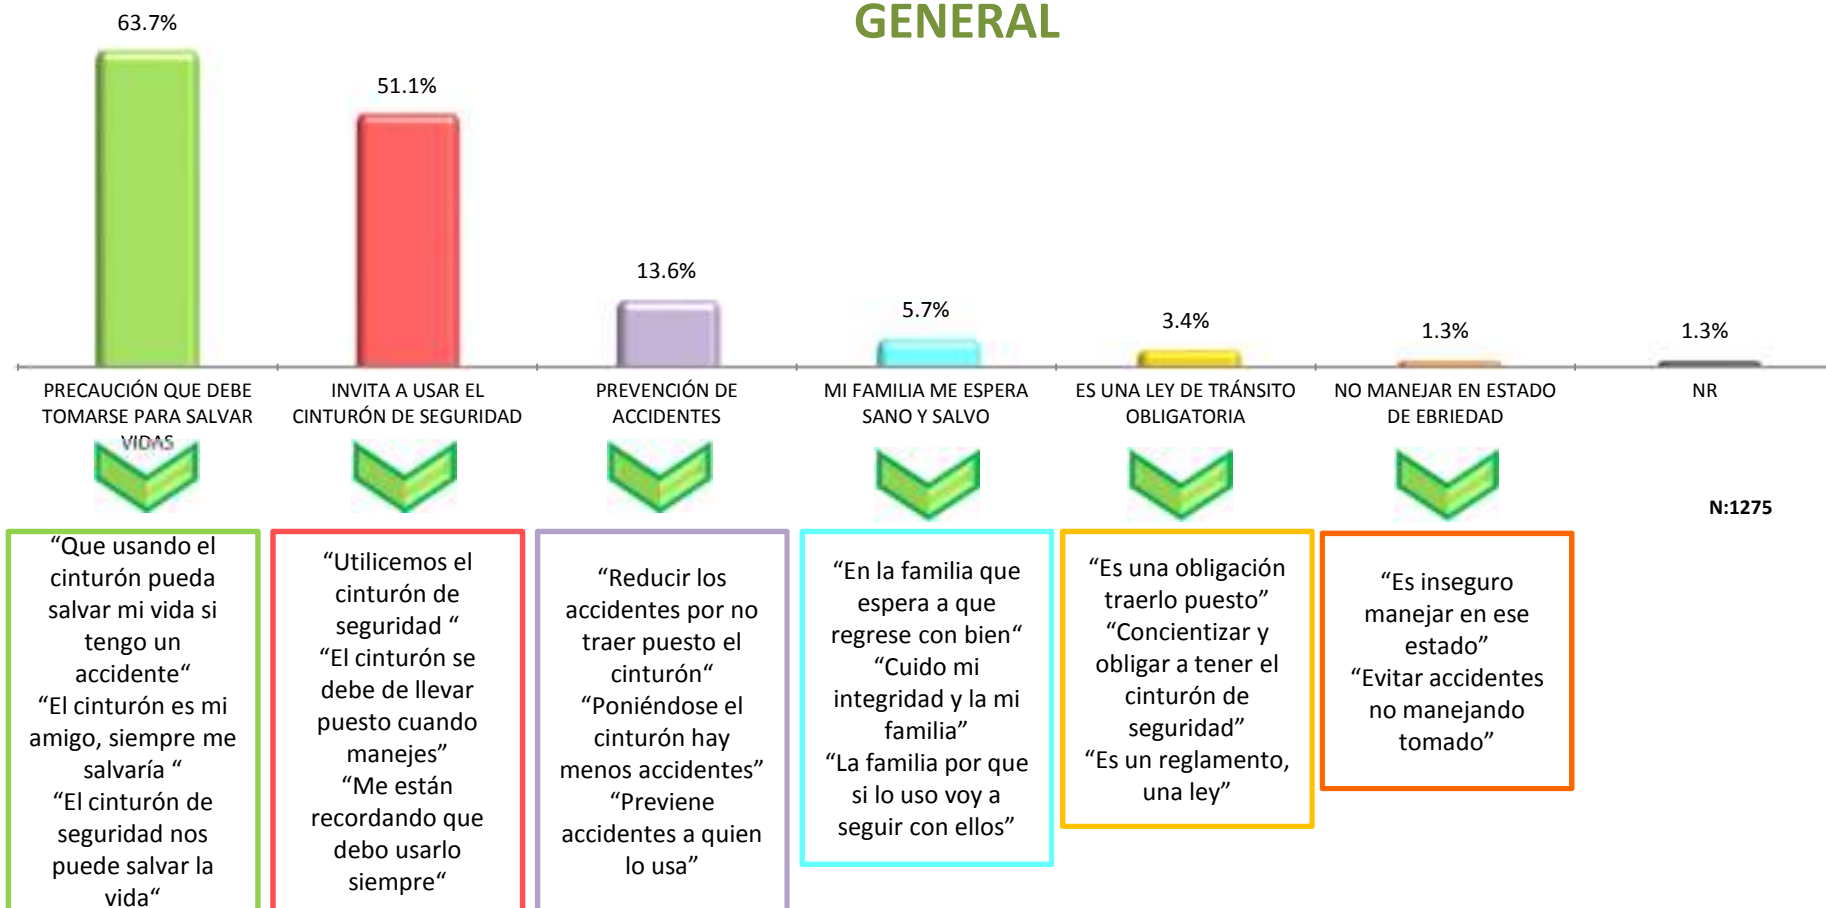 GENERAL
63.7%
51.1%
13.6%
5.7%
3.4%
1.3%
1.3%
PRECAUCIÓN QUE DEBE
TOMARSE PARA SALVAR
VIDAS
INVITA A USAR EL
CINTURÓN DE SEGURIDAD
PREVENCIÓN DE
ACCIDENTES
MI FAMILIA ME ESPERA
SANO Y SALVO
ES UNA LEY DE TRÁNSITO
OBLIGATORIA
NO MANEJAR EN ESTADO
DE EBRIEDAD
NR
N:1275
“Que usando el
cinturón pueda
salvar mi vida si
tengo un
accidente“
“El cinturón es mi
amigo, siempre me
salvaría “
“El cinturón de
seguridad nos
puede salvar la
vida“
“Utilicemos el
cinturón de
seguridad “
“El cinturón se
debe de llevar
puesto cuando
manejes”
“Me están
recordando que
debo usarlo
siempre“
“Reducir los
accidentes por no
traer puesto el
cinturón“
“Poniéndose el
cinturón hay
menos accidentes”
“Previene
accidentes a quien
lo usa”
“En la familia que
espera a que
regrese con bien“
“Cuido mi
integridad y la mi
familia”
“La familia por que
si lo uso voy a
seguir con ellos”
“Es una obligación
traerlo puesto”
“Concientizar y
obligar a tener el
cinturón de
seguridad”
“Es un reglamento,
una ley”
“Es inseguro
manejar en ese
estado”
“Evitar accidentes
no manejando
tomado”